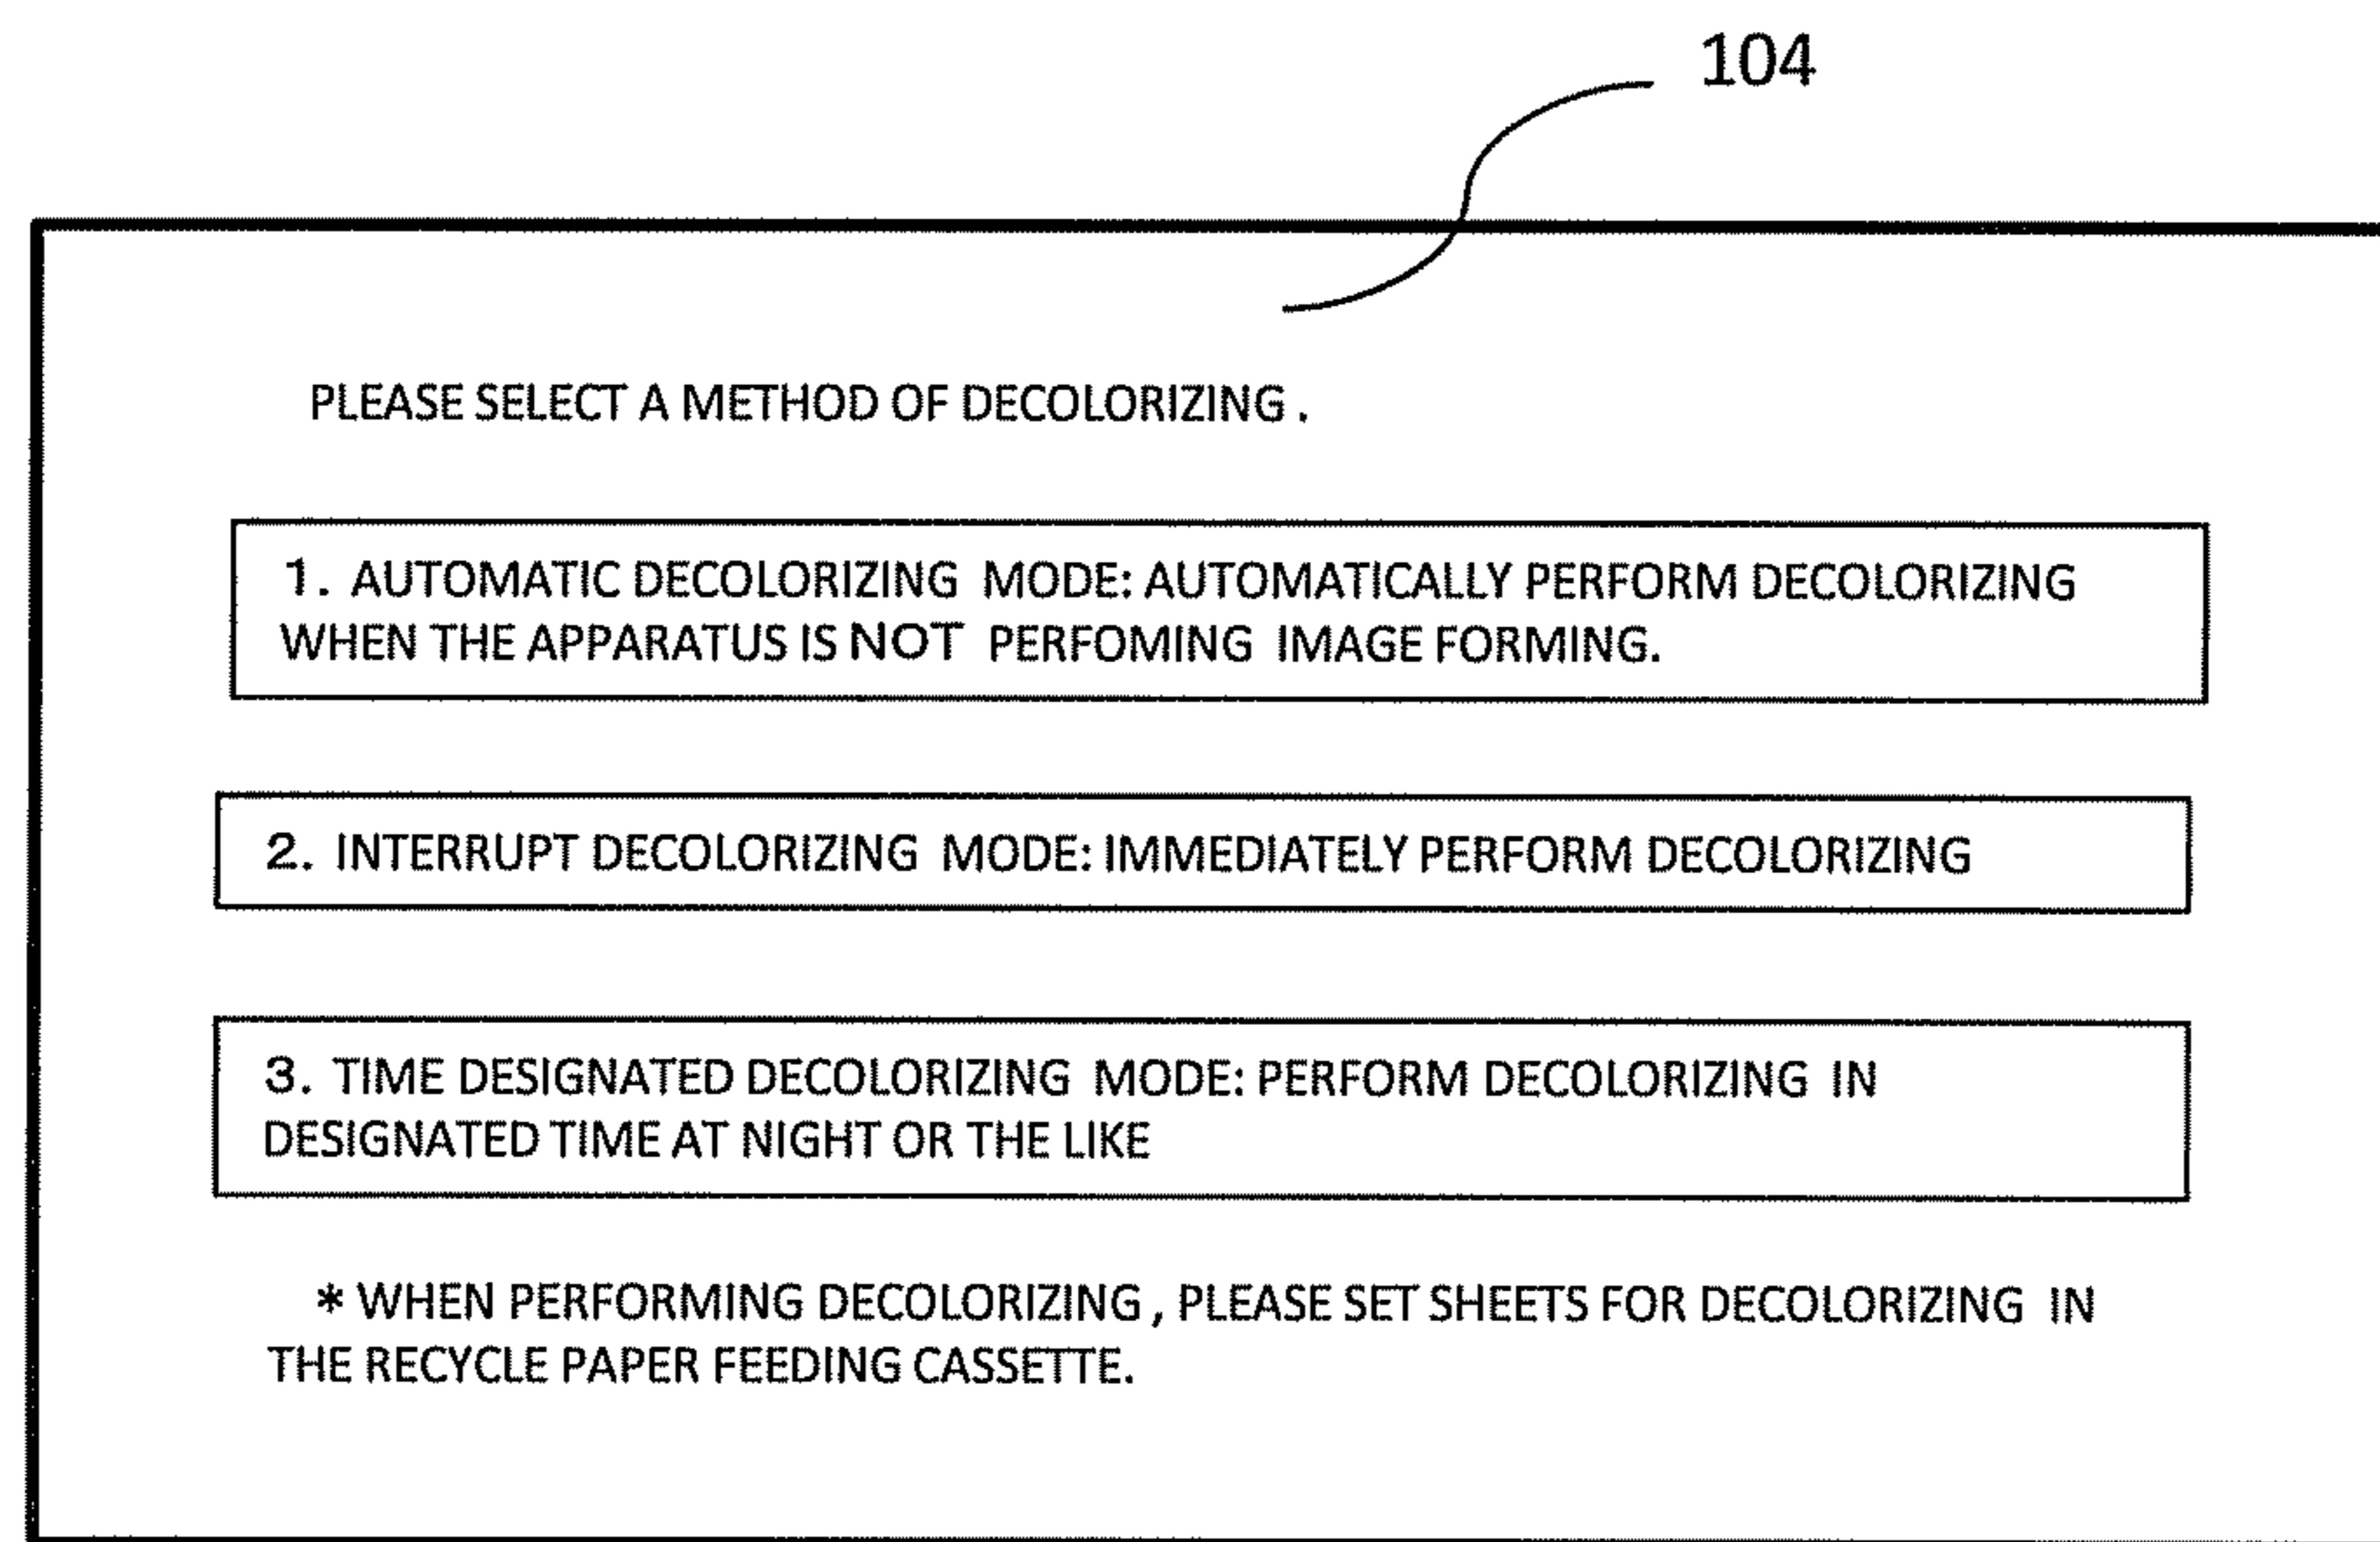 104
PLEASE SELECT A METHOD OF DECOLORIZING .
1. AUTOMATIC DECOLORIZING MODE: AUTOMATICALLY PERFORM DECOLORIZING
WHEN THE APPARATUS IS NOT PERFOMING IMAGE FORMING.
2. INTERRUPT DECOLORIZING MODE: IMMEDIATELY PERFORM DECOLORIZING
3. TIME DESIGNATED DECOLORIZING MODE: PERFORM DECOLORIZING IN
DESIGNATED TIME AT NIGHT OR THE LIKE
* WHEN PERFORMING DECOLORIZING , PLEASE SET SHEETS FOR DECOLORIZING IN
THE RECYCLE PAPER FEEDING CASSETTE.